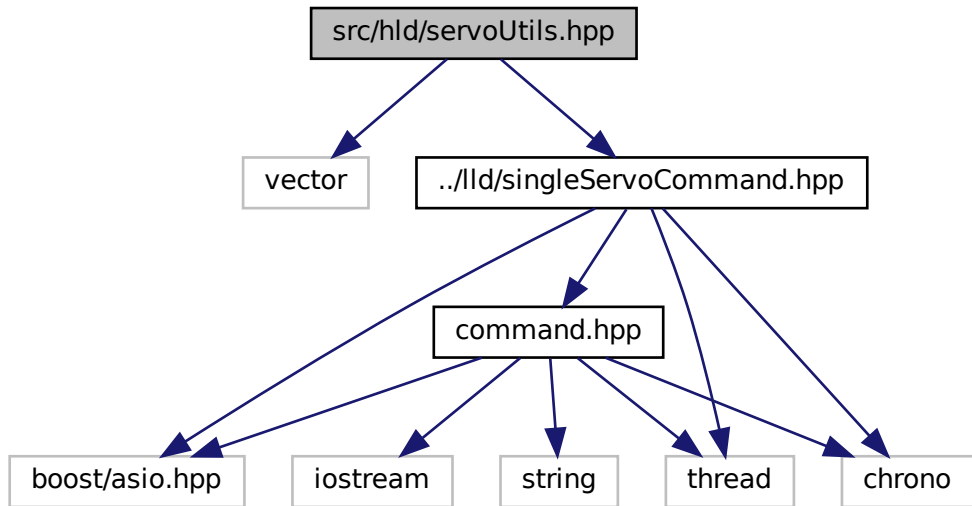 src/hld/servoUtils.hpp
vector
../lld/singleServoCommand.hpp
command.hpp
boost/asio.hpp
iostream
string
thread
chrono